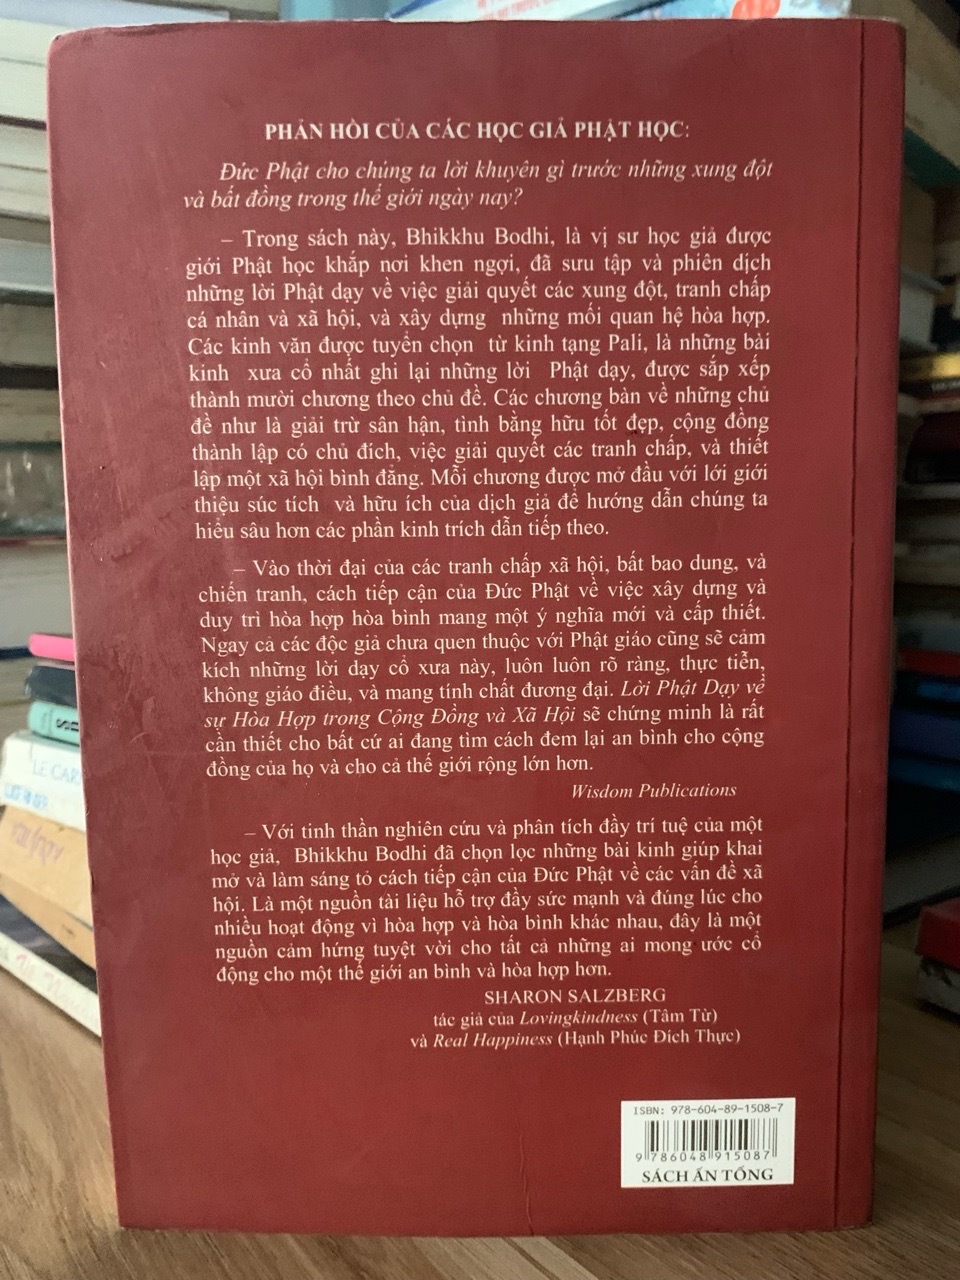 PHẢN HỒI CỦA CÁC HỌC GIẢ PHẬT HỌC:
Đức Phật cho chúng ta lời khuyên gì trước những xung đột
và bất đồng trong thế giới ngày nay?
– Trong sách này, Bhikkhu Bodhi, là vị sư học giả được
giới Phật học khắp nơi khen ngợi, đã sưu tập và phiên dịch
những lời Phật dạy về việc giải quyết các xung đột, tranh chấp
cá nhân và xã hội, và xây dựng những mối quan hệ hòa hợp.
Các kinh văn được tuyển chọn từ kinh tạng Pali, là những bài
kinh xưa cổ nhất ghi lại những lời Phật dạy, được sắp xếp
thành mười chương theo chủ đề. Các chương bàn về những chủ
đề như là giải trừ sân hận, tình bằng hữu tốt đẹp, cộng đồng
thành lập có chủ đích, việc giải quyết các tranh chấp, và thiết
lập một xã hội bình đẳng. Mỗi chương được mở đầu với lới giới
thiệu súc tích và hữu ích của dịch giả để hướng dẫn chúng ta
hiểu sâu hơn các phần kinh trích dẫn tiếp theo.
– Vào thời đại của các tranh chấp xã hội, bất bao dung, và
chiến tranh, cách tiếp cận của Đức Phật về việc xây dựng và
duy trì hòa hợp hòa bình mang một ý nghĩa mới và cấp thiết.
Ngay cả các độc giả chưa quen thuộc với Phật giáo cũng sẽ cảm
kích những lời dạy cổ xưa này, luôn luôn rõ ràng, thực tiễn,
không giáo điều, và mang tính chất đương đại. Lời Phật Dạy về
sự Hòa Hợp trong Cộng Đồng và Xã Hội sẽ chứng minh là rất
cần thiết cho bất cứ ai đang tìm cách đem lại an bình cho cộng
đồng của họ và cho cả thế giới rộng lớn hơn.
Wisdom Publications
– Với tinh thần nghiên cứu và phân tích đầy trí tuệ của một
học giả, Bhikkhu Bodhi đã chọn lọc những bài kinh giúp khai
mở và làm sáng tỏ cách tiếp cận của Đức Phật về các vấn đề xã
hội. Là một nguồn tài liệu hỗ trợ đầy sức mạnh và đúng lúc cho
nhiều hoạt động vì hòa hợp và hòa bình khác nhau, đây là một
nguồn cảm hứng tuyệt vời cho tất cả những ai mong ước cổ
động cho một thế giới an bình và hòa hợp hơn.
SHARON SALZBERG
tác giả của Lovingkindness (Tâm Từ)
và Real Happiness (Hạnh Phúc Đích Thực)
ISBN: 978-604-89-1508-7
9 786048 915087
SÁCH ẤN TỐNG